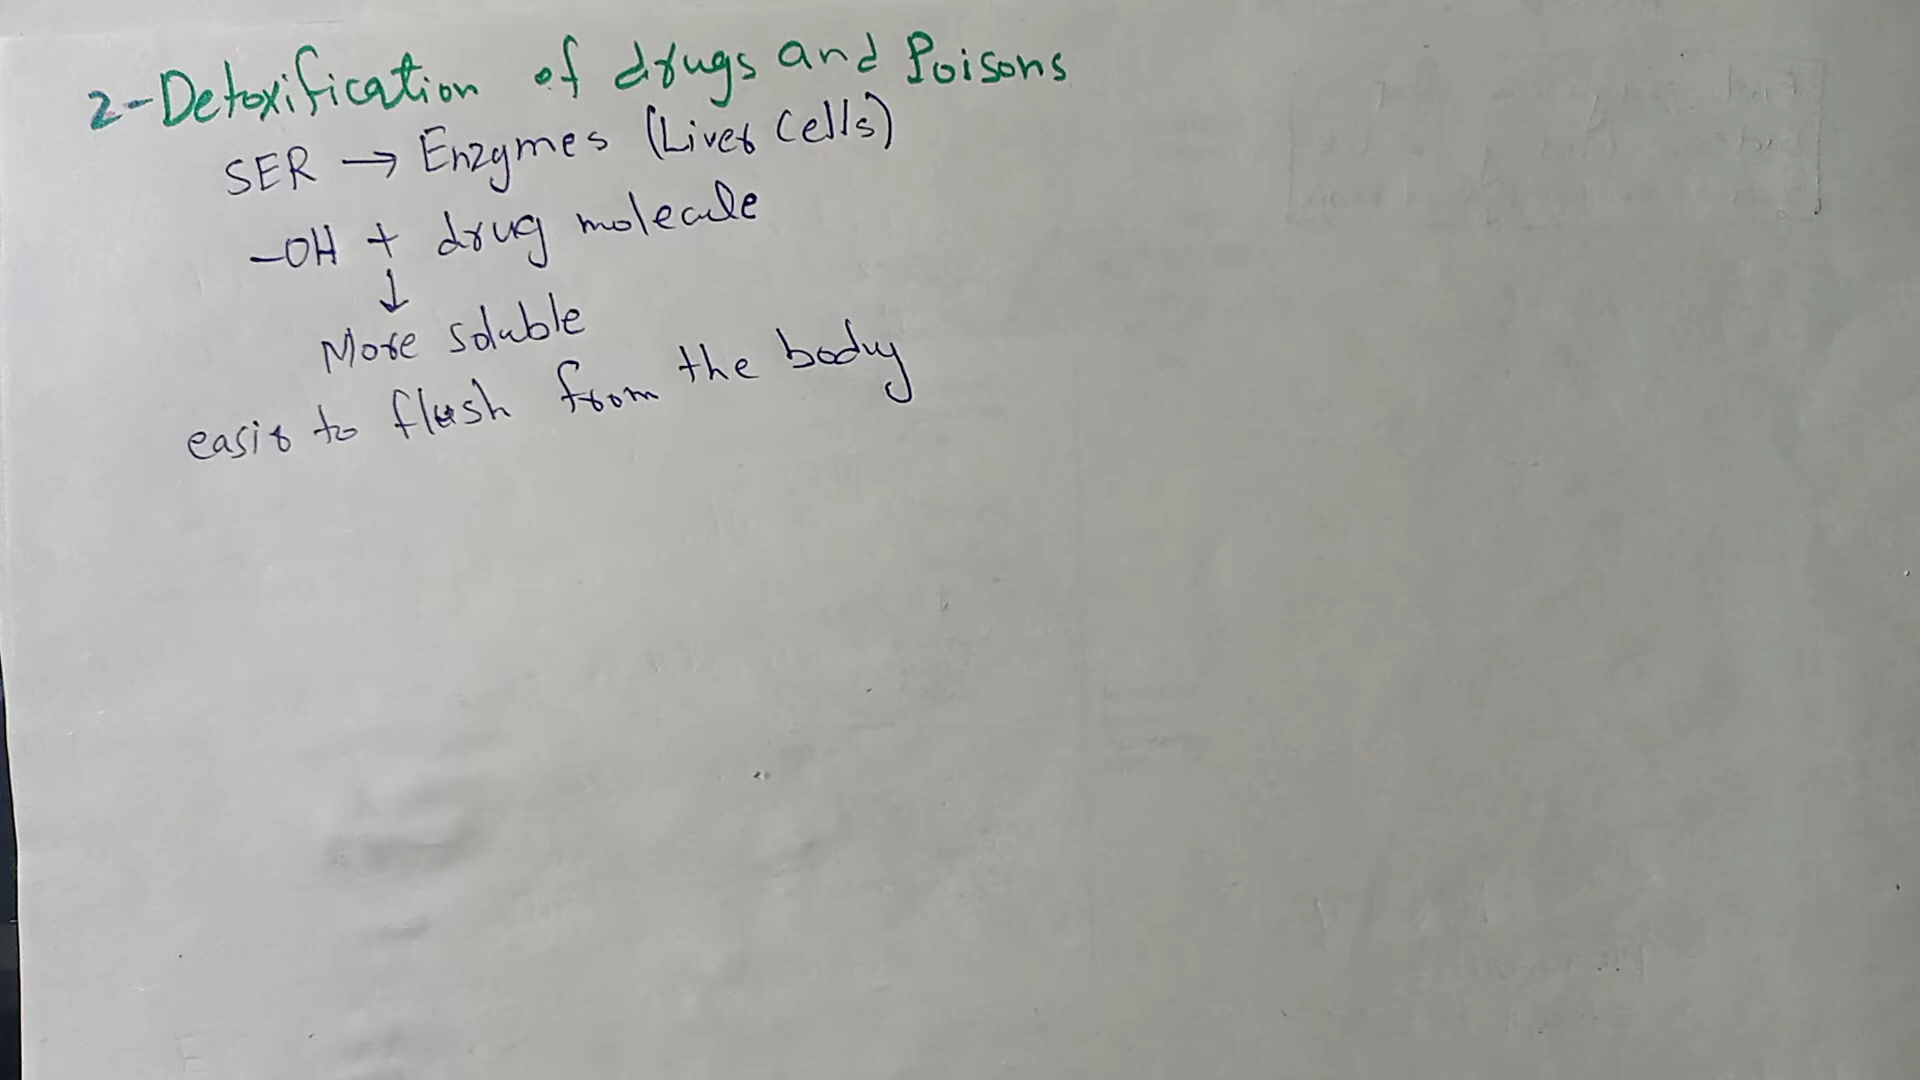 2-Detoxification of drugs and Poisons
SER → Enzymes (Liver Cells)
-OH + drug molecule
↓
More soluble
easir to flush from the body